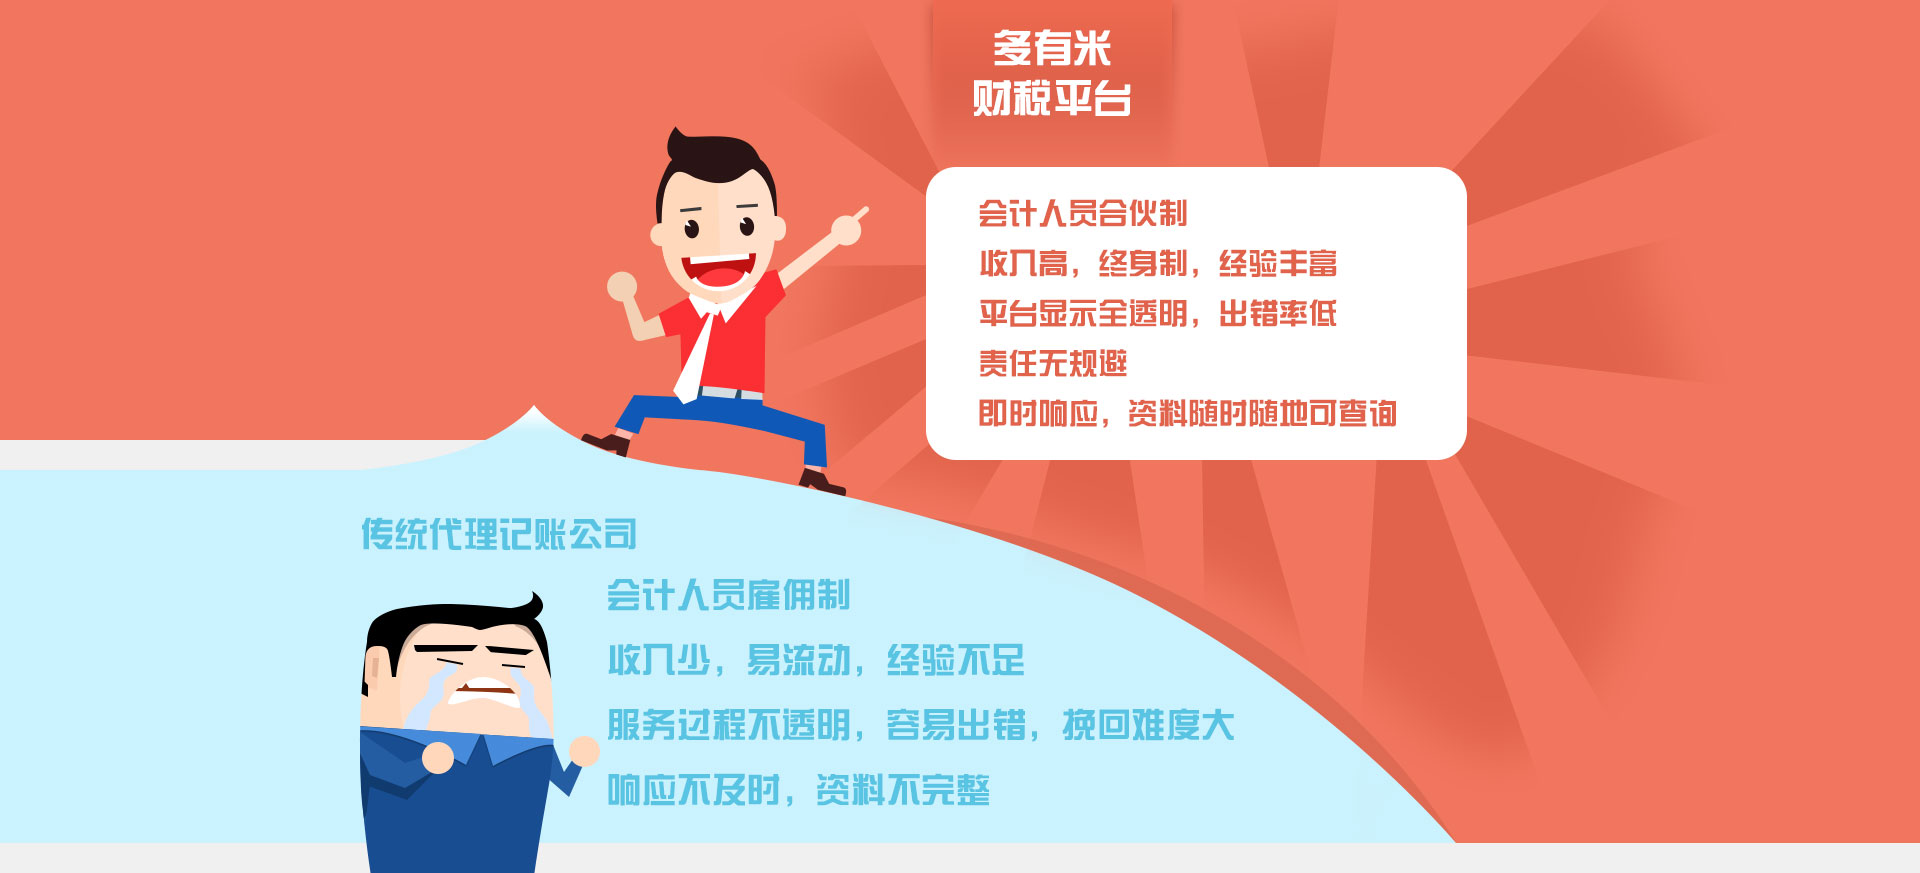 多有米
财税平台
会计人员合伙制
收入高，终身制，经验丰富
平台显示全透明，出错率低
责任无规避
即时响应，资料随时随地可查询
传统代理记账公司
会计人员雇佣制
收入少，易流动，经验不足
服务过程不透明，容易出错，挽回难度大
响应不及时，资料不完整